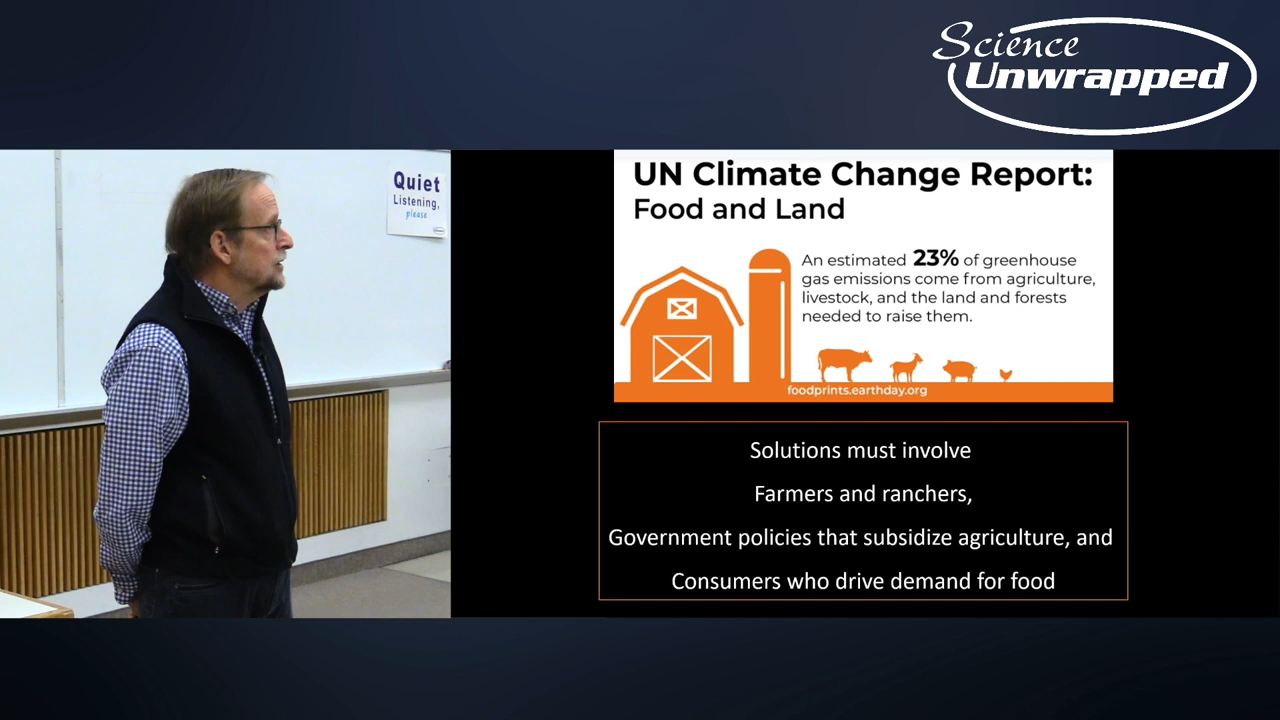 Science
Unwrapped
Quiet
Listening,
please
UN Climate Change Report:
Food and Land
An estimated 23% of greenhouse
gas emissions come from agriculture,
livestock, and the land and forests
needed to raise them.
foodprints.earthday.org
Solutions must involve
Farmers and ranchers,
Government policies that subsidize agriculture, and
Consumers who drive demand for food